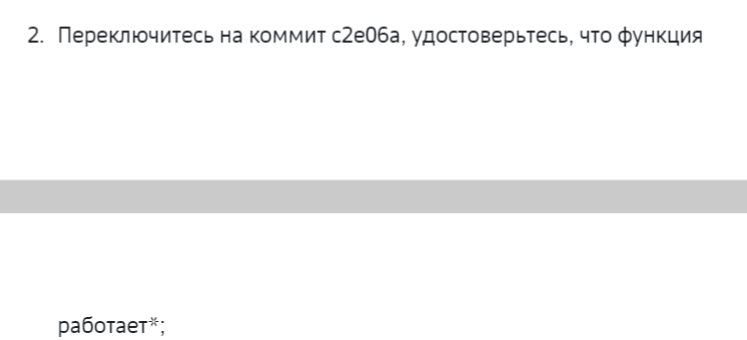 2. Переключитесь на коммит c2e06a, удостоверьтесь, что функция
работает*;